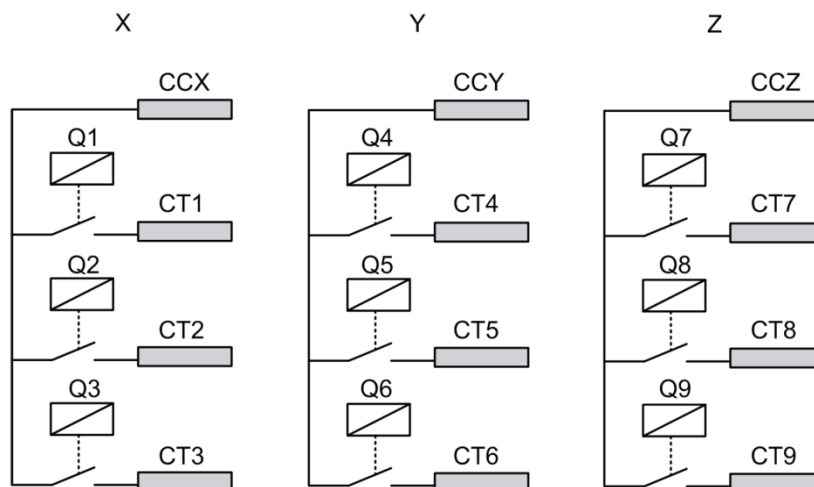 X Y Z
CCX CCY CCZ
Q1 Q4 Q7
CT1 CT4 CT7
Q2 Q5 Q8
CT2 CT5 CT8
Q3 Q6 Q9
CT3 CT6 CT9